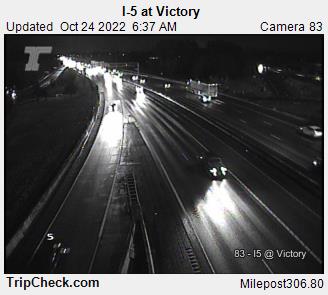 I-5 at Victory
Updated Oct 24 2022 6:37 AM Camera 83
T
S
83 - I5 @ Victory
TripCheck.com Milepost306.80